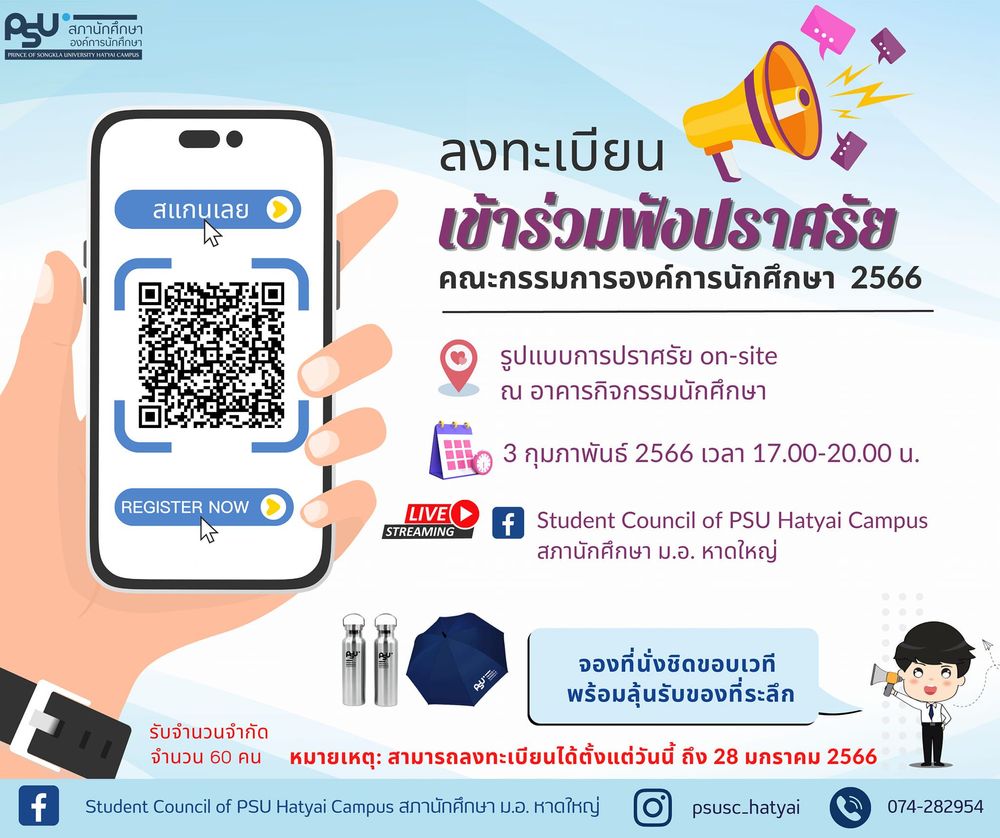 PSU
สภานักศึกษา
องค์การนักศึกษา
PRINCE OF SONGKLA UNIVERSITY HATYAI CAMPUS
สแกนเลย
REGISTER NOW
ลงทะเบียน
เข้าร่วมฟังปราศรัย
คณะกรรมการองค์การนักศึกษา 2566
รูปแบบการปราศรัย on-site
ณ อาคารกิจกรรมนักศึกษา
3 กุมภาพันธ์ 2566 เวลา 17.00-20.00 น.
LIVE
STREAMING
Student Council of PSU Hatyai Campus
สภานักศึกษา ม.อ. หาดใหญ่
PSU
PSU
PSU
จองที่นั่งชิดขอบเวที
พร้อมลุ้นรับของที่ระลึก
รับจำนวนจำกัด
จำนวน 60 คน
หมายเหตุ: สามารถลงทะเบียนได้ตั้งแต่วันนี้ ถึง 28 มกราคม 2566
Student Council of PSU Hatyai Campus สภานักศึกษา ม.อ. หาดใหญ่
psusc_hatyai
074-282954